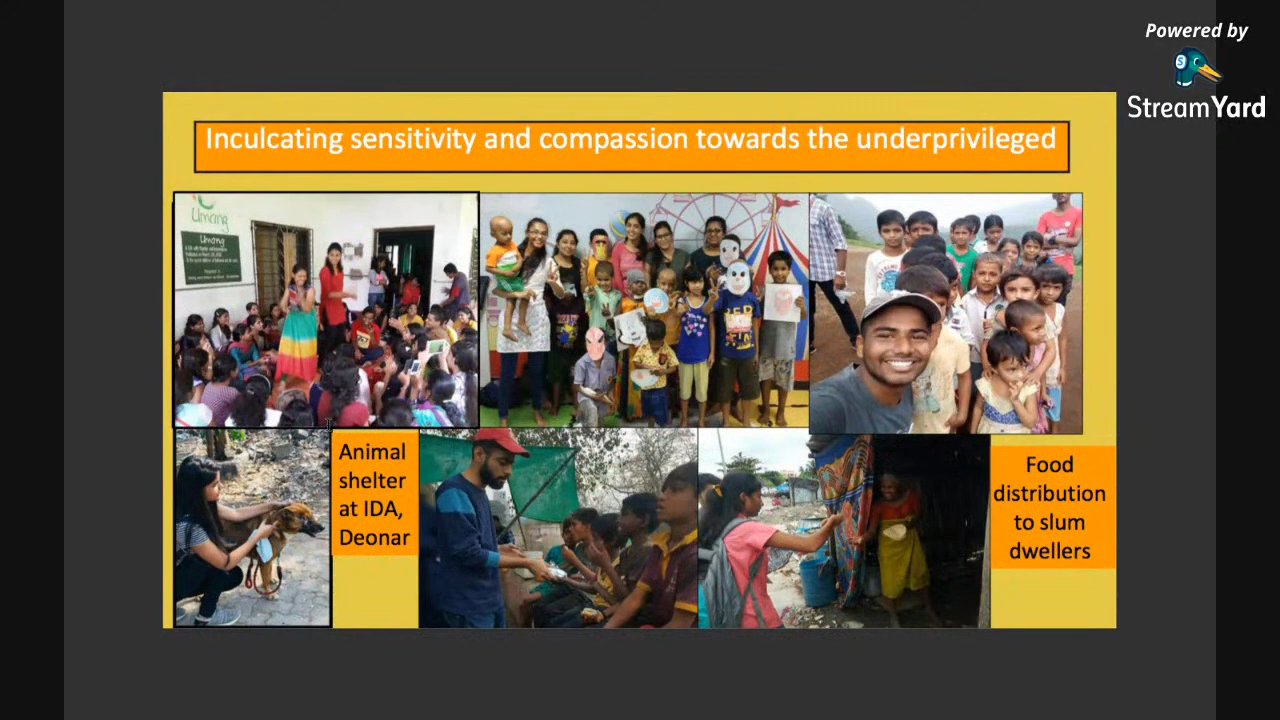 Powered by
StreamYard
Inculcating sensitivity and compassion towards the underprivileged
Umang
Umang
Animal
shelter
at IDA,
Deonar
Food
distribution
to slum
dwellers